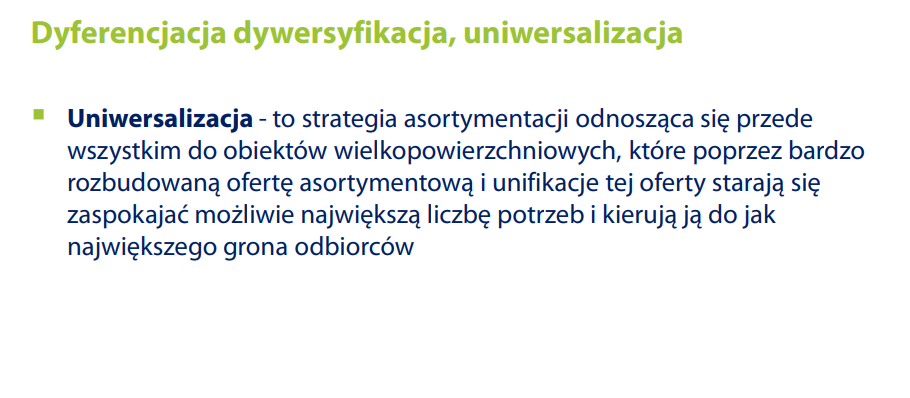 Dyferencjacja dywersyfikacja, uniwersalizacja
Uniwersalizacja - to strategia asortymentacji odnosząca się przede
wszystkim do obiektów wielkopowierzchniowych, które poprzez bardzo
rozbudowaną ofertę asortymentową i unifikacje tej oferty starają się
zaspokajać możliwie największą liczbę potrzeb i kierują ją do jak
największego grona odbiorców